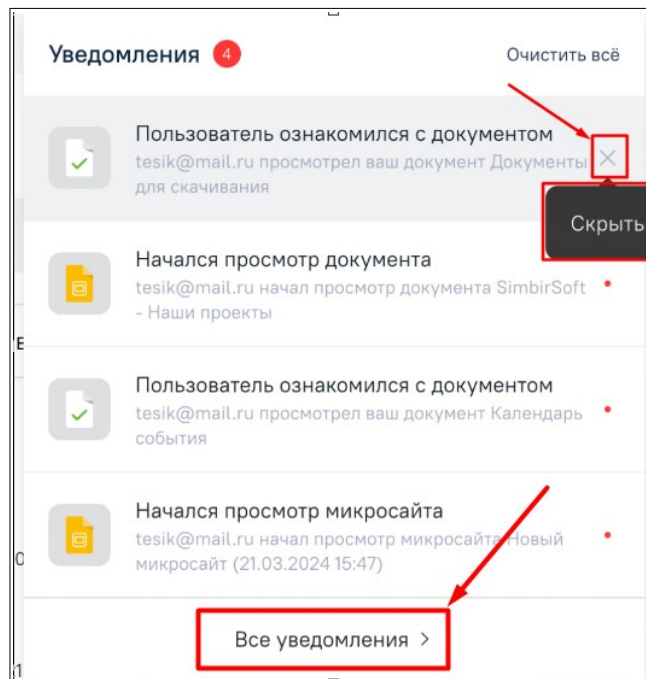 Уведомления 4
Очистить всё
Пользователь ознакомился с документом
tesik@mail.ru просмотрел ваш документ Документы
для скачивания
Скрыть
Начался просмотр документа
tesik@mail.ru начал просмотр документа SimbirSoft
- Наши проекты
Пользователь ознакомился с документом
tesik@mail.ru просмотрел ваш документ Календарь
события
Начался просмотр микросайта
tesik@mail.ru начал просмотр микросайта Новый
микросайт (21.03.2024 15:47)
Все уведомления >